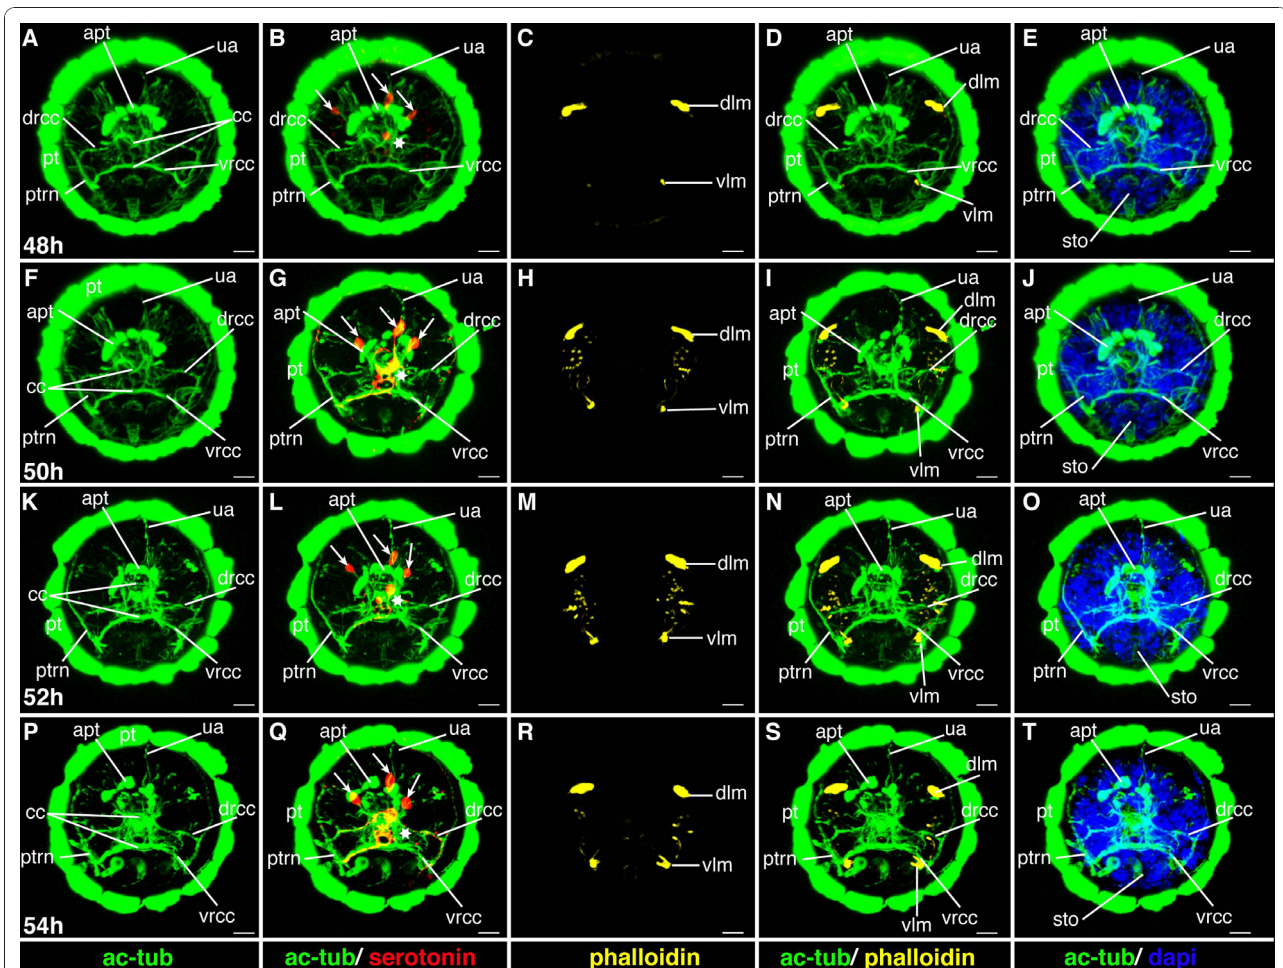 A apt ua drcc cc pt vrcc ptrn 48h
B apt ua drcc vrcc ptrn
C dlm vlm
D apt ua dlm drcc pt vrcc ptrn vlm
E apt ua drcc pt vrcc ptrn sto
F pt ua apt drcc cc ptrn vrcc 50h
G ua apt drcc pt ptrn vrcc
H dlm vlm
I ua dlm apt drcc pt ptrn vrcc vlm
J ua apt drcc pt ptrn vrcc sto
K apt ua drcc cc pt ptrn vrcc 52h
L apt ua drcc pt ptrn vrcc
M dlm vlm
N apt ua dlm drcc pt ptrn vrcc vlm
O apt ua drcc pt ptrn vrcc sto
P apt pt ua cc drcc ptrn vrcc 54h
Q apt ua drcc pt ptrn vrcc
R dlm vlm
S apt ua dlm drcc pt ptrn vrcc vlm
T apt ua drcc pt ptrn vrcc sto
ac-tub
ac-tub/ serotonin
phalloidin
ac-tub/ phalloidin
ac-tub/ dapi